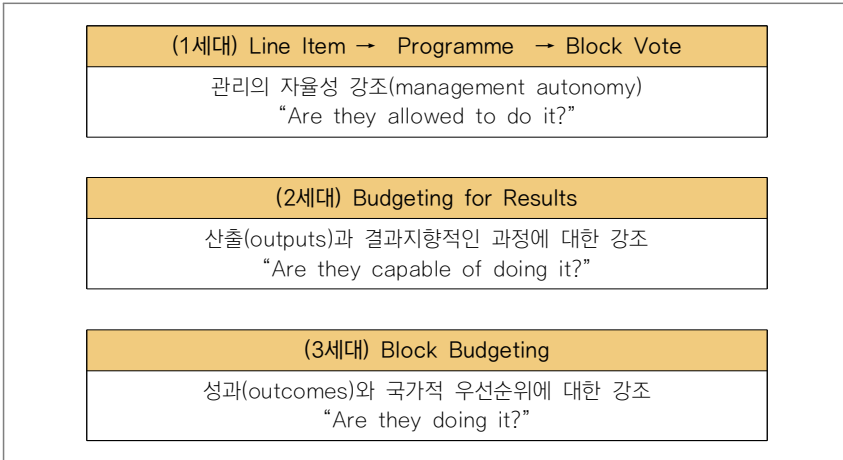 (1세대) Line Item → Programme → Block Vote
관리의 자율성 강조(management autonomy)
“Are they allowed to do it?”
(2세대) Budgeting for Results
산출(outputs)과 결과지향적인 과정에 대한 강조
“Are they capable of doing it?”
(3세대) Block Budgeting
성과(outcomes)와 국가적 우선순위에 대한 강조
“Are they doing it?”